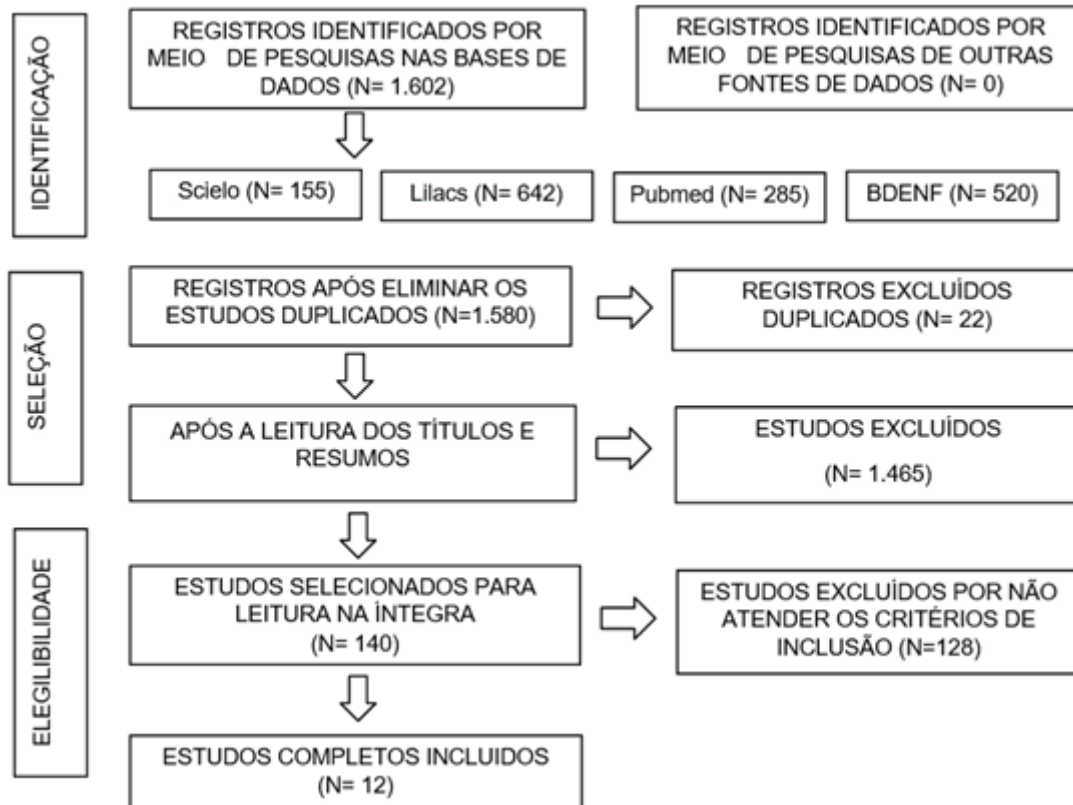 IDENTIFICAÇÃO
REGISTROS IDENTIFICADOS POR
MEIO DE PESQUISAS NAS BASES DE
DADOS (N= 1.602)
REGISTROS IDENTIFICADOS POR
MEIO DE PESQUISAS DE OUTRAS
FONTES DE DADOS (N= 0)
Scielo (N= 155)
Lilacs (N= 642)
Pubmed (N= 285)
BDENF (N= 520)
SELEÇÃO
REGISTROS APÓS ELIMINAR OS
ESTUDOS DUPLICADOS (N=1.580)
REGISTROS EXCLUÍDOS
DUPLICADOS (N= 22)
APÓS A LEITURA DOS TÍTULOS E
RESUMOS
ESTUDOS EXCLUÍDOS
(N= 1.465)
ELEGILIBILIDADE
ESTUDOS SELECIONADOS PARA
LEITURA NA ÍNTEGRA
(N= 140)
ESTUDOS EXCLUÍDOS POR NÃO
ATENDER OS CRITÉRIOS DE
INCLUSÃO (N=128)
ESTUDOS COMPLETOS INCLUIDOS
(N= 12)